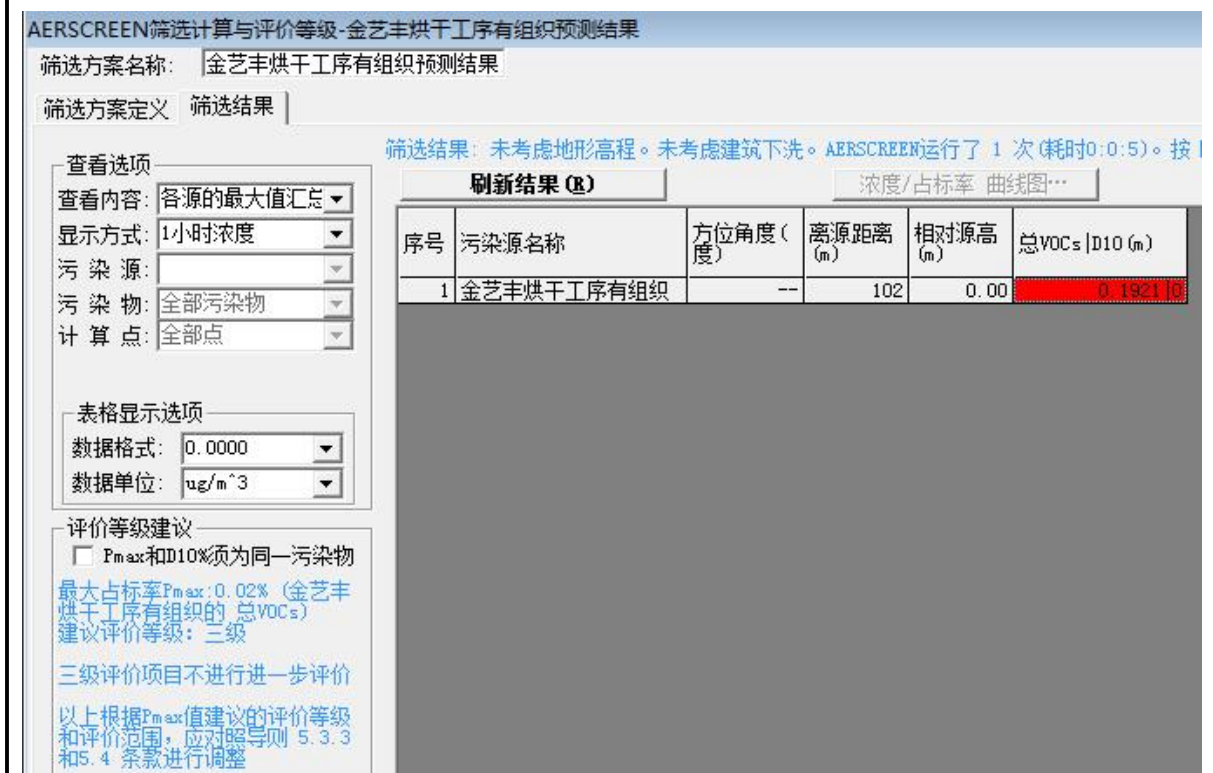 AERSCREEN筛选计算与评价等级-金艺丰烘干工序有组织预测结果
筛选方案名称: 金艺丰烘干工序有组织预测结果
筛选方案定义 筛选结果
筛选结果: 未考虑地形高程。未考虑建筑下洗。AERSCREEN运行了 1 次(耗时0:0:5)。按
查看选项
查看内容: 各源的最大值汇总
显示方式: 1小时浓度
污 染 源:
污 染 物: 全部污染物
计 算 点: 全部点
刷新结果(R)
浓度/占标率 曲线图…
序号 污染源名称 方位角度(度) 离源距离(m) 相对源高(m) 总VOCs|D10(m)
1 金艺丰烘干工序有组织 -- 102 0.00 0.1921|0
表格显示选项
数据格式: 0.0000
数据单位: ug/m^3
评价等级建议
Pmax和D10%须为同一污染物
最大占标率Pmax:0.02% (金艺丰
烘干工序有组织的 总VOCs)
建议评价等级: 三级
三级评价项目不进行进一步评价
以上根据Pmax值建议的评价等级
和评价范围,应对照导则 5.3.3
和5.4 条款进行调整